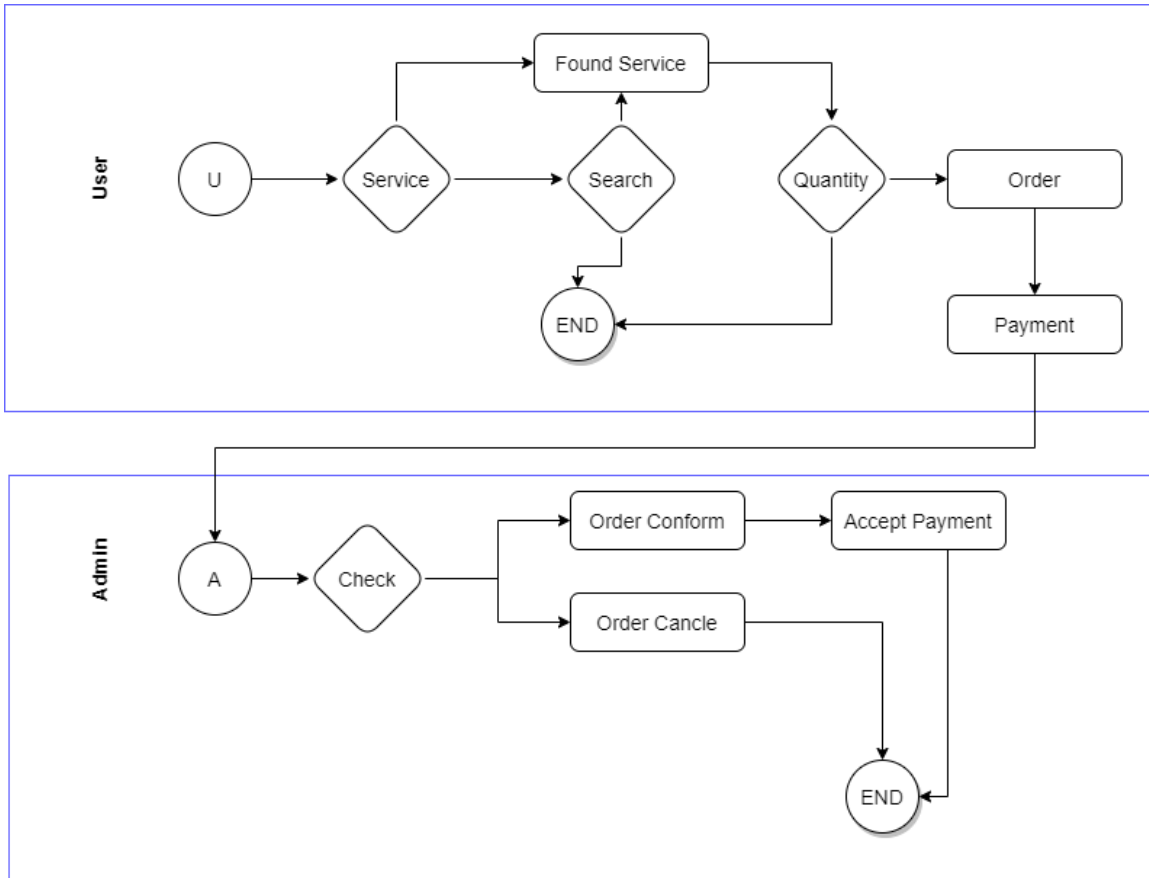 User
Found Service
U
Service
Search
Quantity
Order
END
Payment
Admin
Order Conform
Accept Payment
A
Check
Order Cancle
END